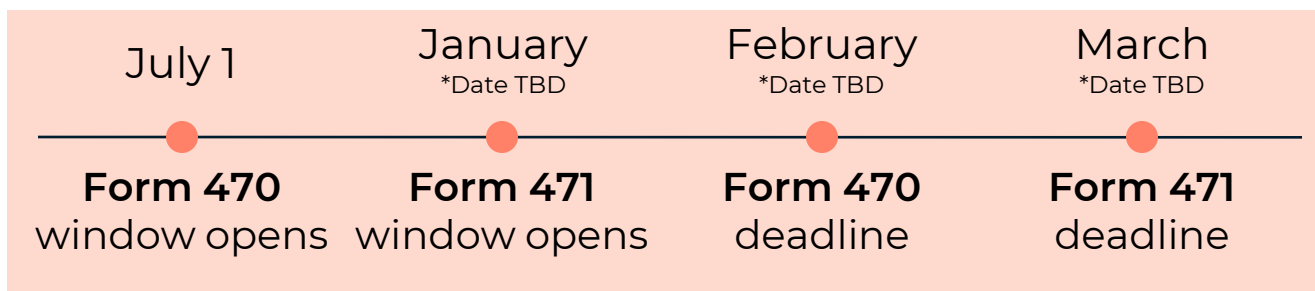 July 1
Form 470
window opens
January
*Date TBD
Form 471
window opens
February
*Date TBD
Form 470
deadline
March
*Date TBD
Form 471
deadline